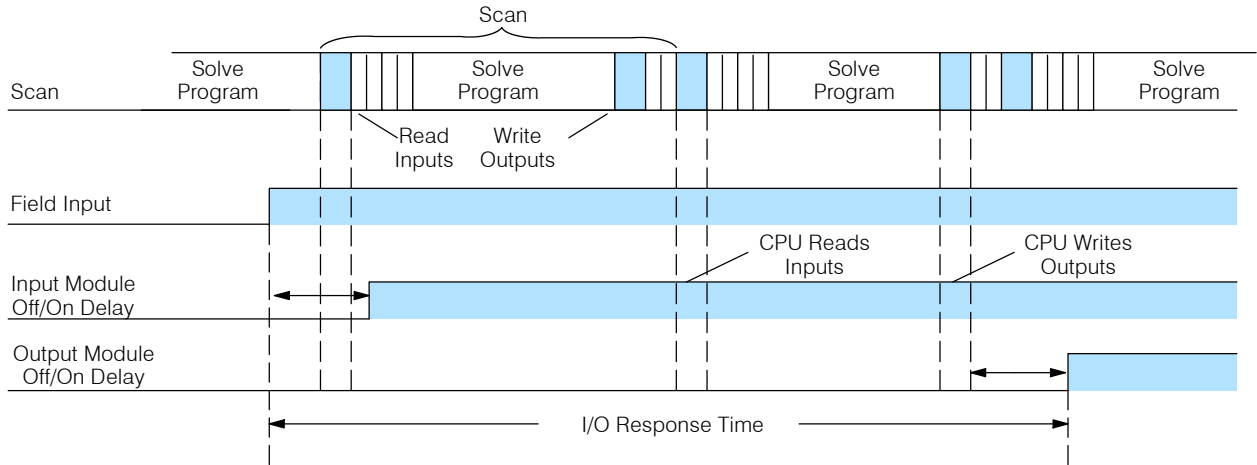 Scan
Solve
Program
Solve
Program
Solve
Program
Solve
Program
Scan
Read
Inputs
Write
Outputs
Field Input
CPU Reads
Inputs
CPU Writes
Outputs
Input Module
Off/On Delay
Output Module
Off/On Delay
I/O Response Time